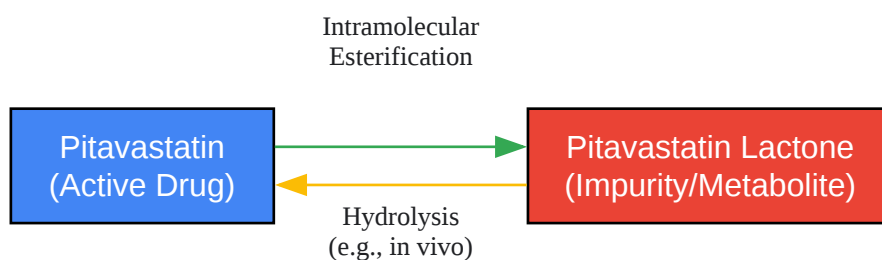 Intramolecular
Esterification
Pitavastatin
(Active Drug)
Pitavastatin Lactone
(Impurity/Metabolite)
Hydrolysis
(e.g., in vivo)